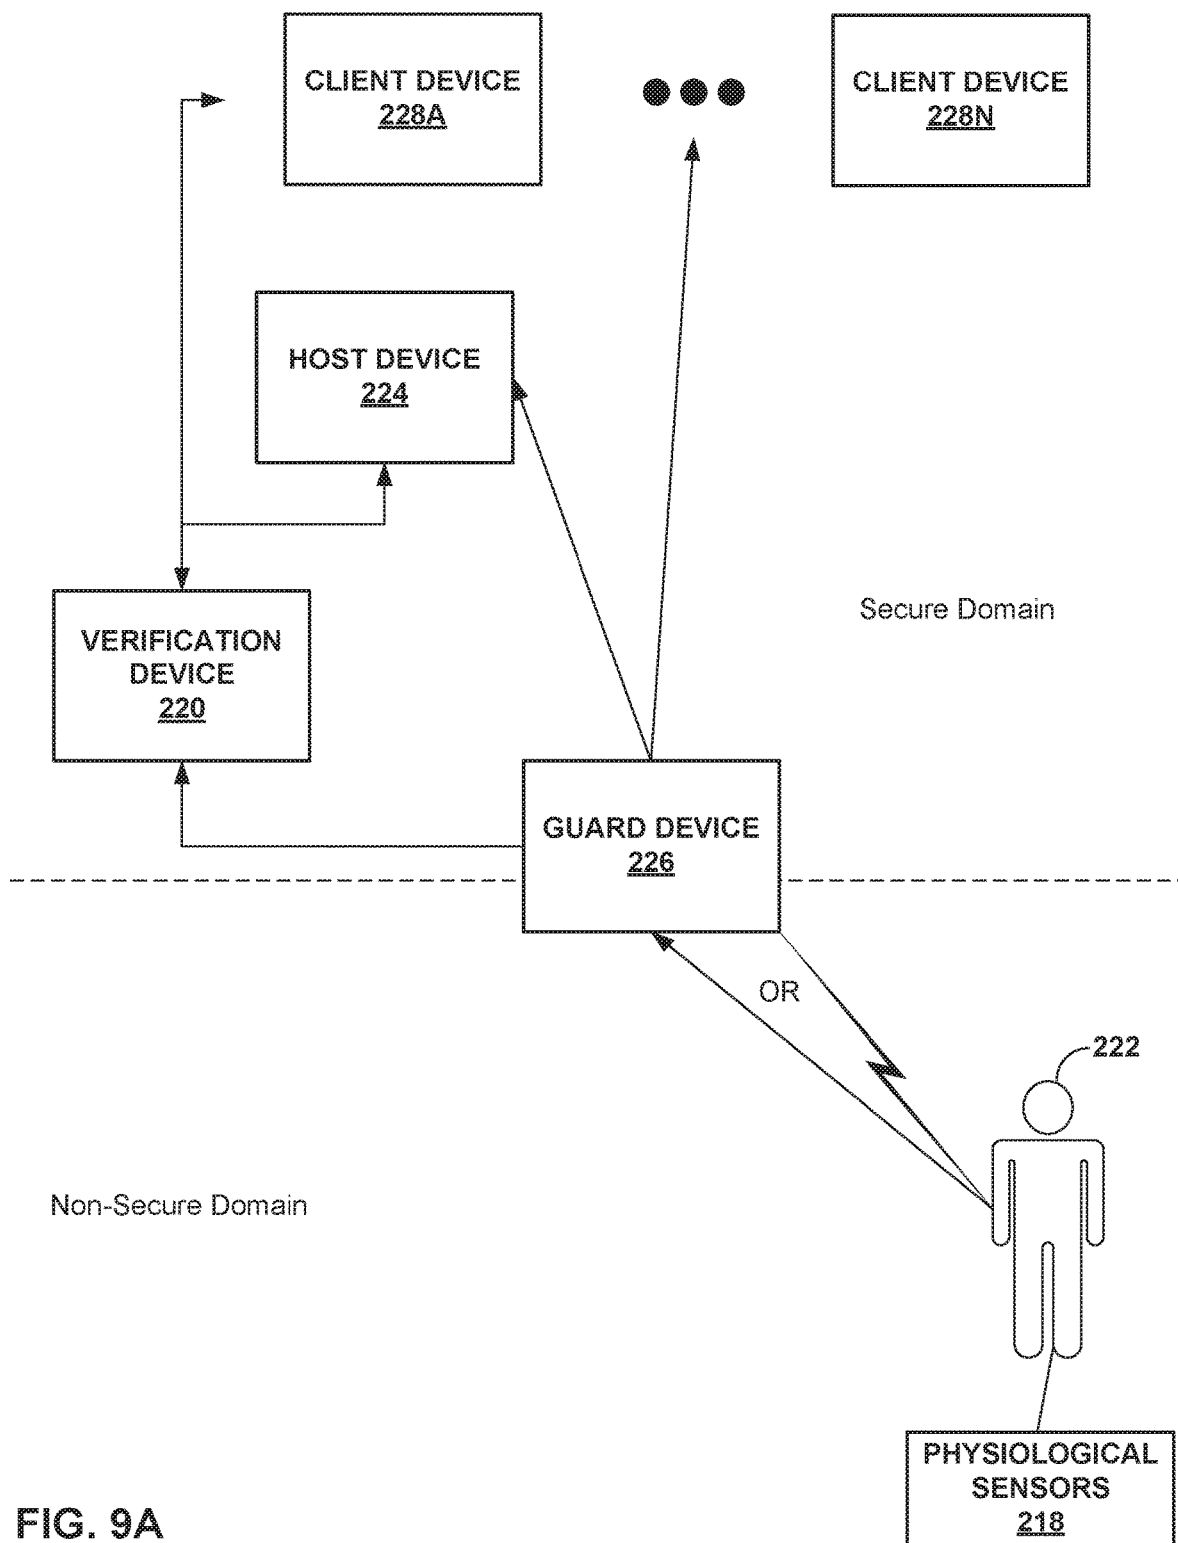 CLIENT DEVICE
228A
CLIENT DEVICE
228N
HOST DEVICE
224
VERIFICATION
DEVICE
220
Secure Domain
GUARD DEVICE
226
OR
222
Non-Secure Domain
PHYSIOLOGICAL
SENSORS
218
FIG. 9A